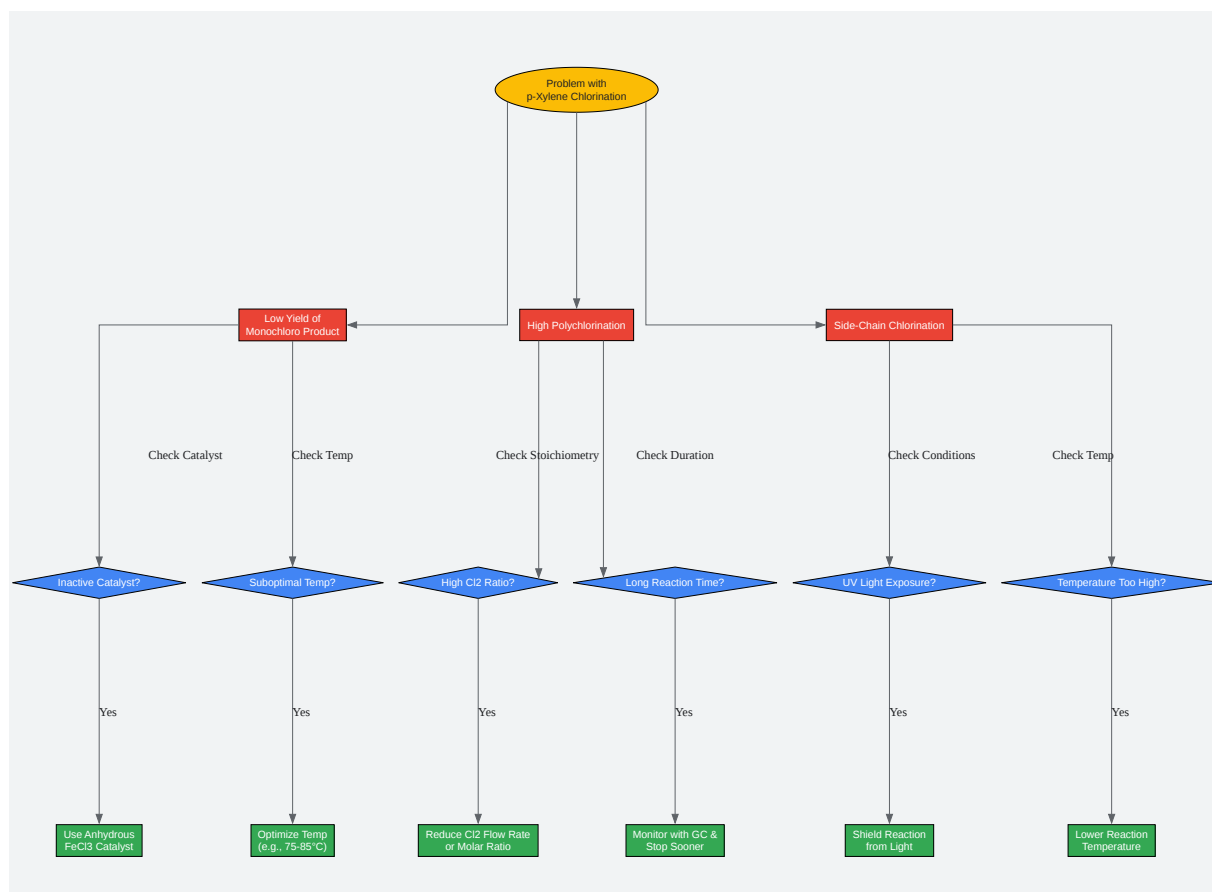 Problem with
p-Xylene Chlorination
Low Yield of
Monochloro Product
High Polychlorination
Side-Chain Chlorination
Check Catalyst
Check Temp
Check Stoichiometry
Check Duration
Check Conditions
Check Temp
Inactive Catalyst?
Suboptimal Temp?
High Cl2 Ratio?
Long Reaction Time?
UV Light Exposure?
Temperature Too High?
Yes
Yes
Yes
Yes
Yes
Yes
Use Anhydrous
FeCl3 Catalyst
Optimize Temp
(e.g., 75-85°C)
Reduce Cl2 Flow Rate
or Molar Ratio
Monitor with GC &
Stop Sooner
Shield Reaction
from Light
Lower Reaction
Temperature